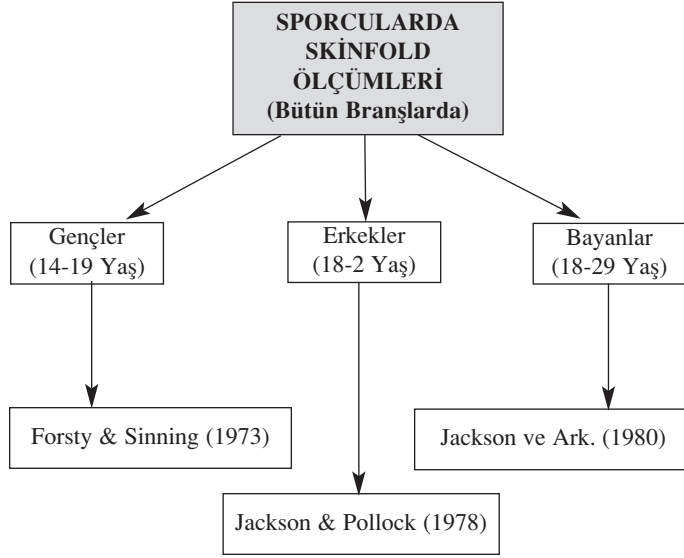 SPORCULARDA
SKİNFOLD
ÖLÇÜMLERİ
(Bütün Branşlarda)
Gençler
(14-19 Yaş)
Erkekler
(18-2 Yaş)
Bayanlar
(18-29 Yaş)
Forsty & Sinning (1973)
Jackson ve Ark. (1980)
Jackson & Pollock (1978)